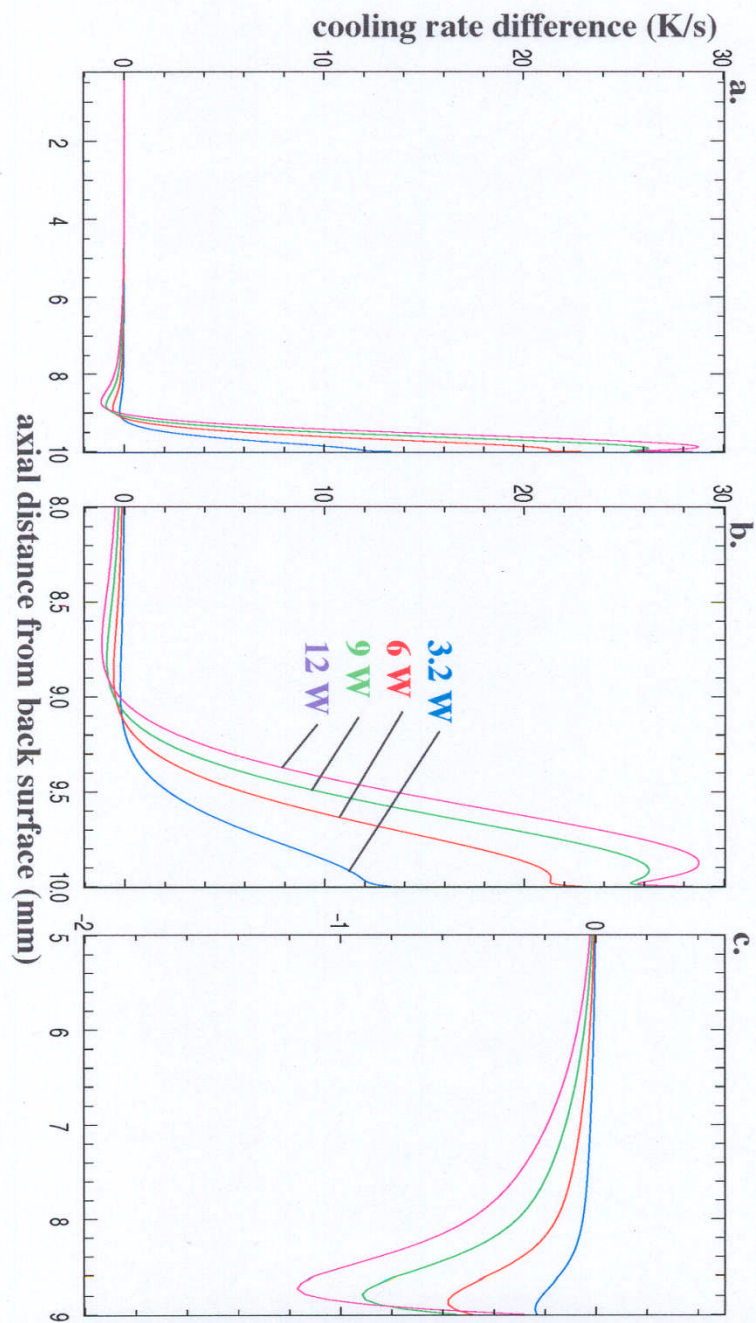 cooling rate difference (K/s)
a.
30
20
10
0
2
4
6
8
10
b.
30
20
10
0
3.2 W
6 W
9 W
12 W
8.0
8.5
9.0
9.5
10.0
c.
0
-1
-2
5
6
7
8
9
axial distance from back surface (mm)